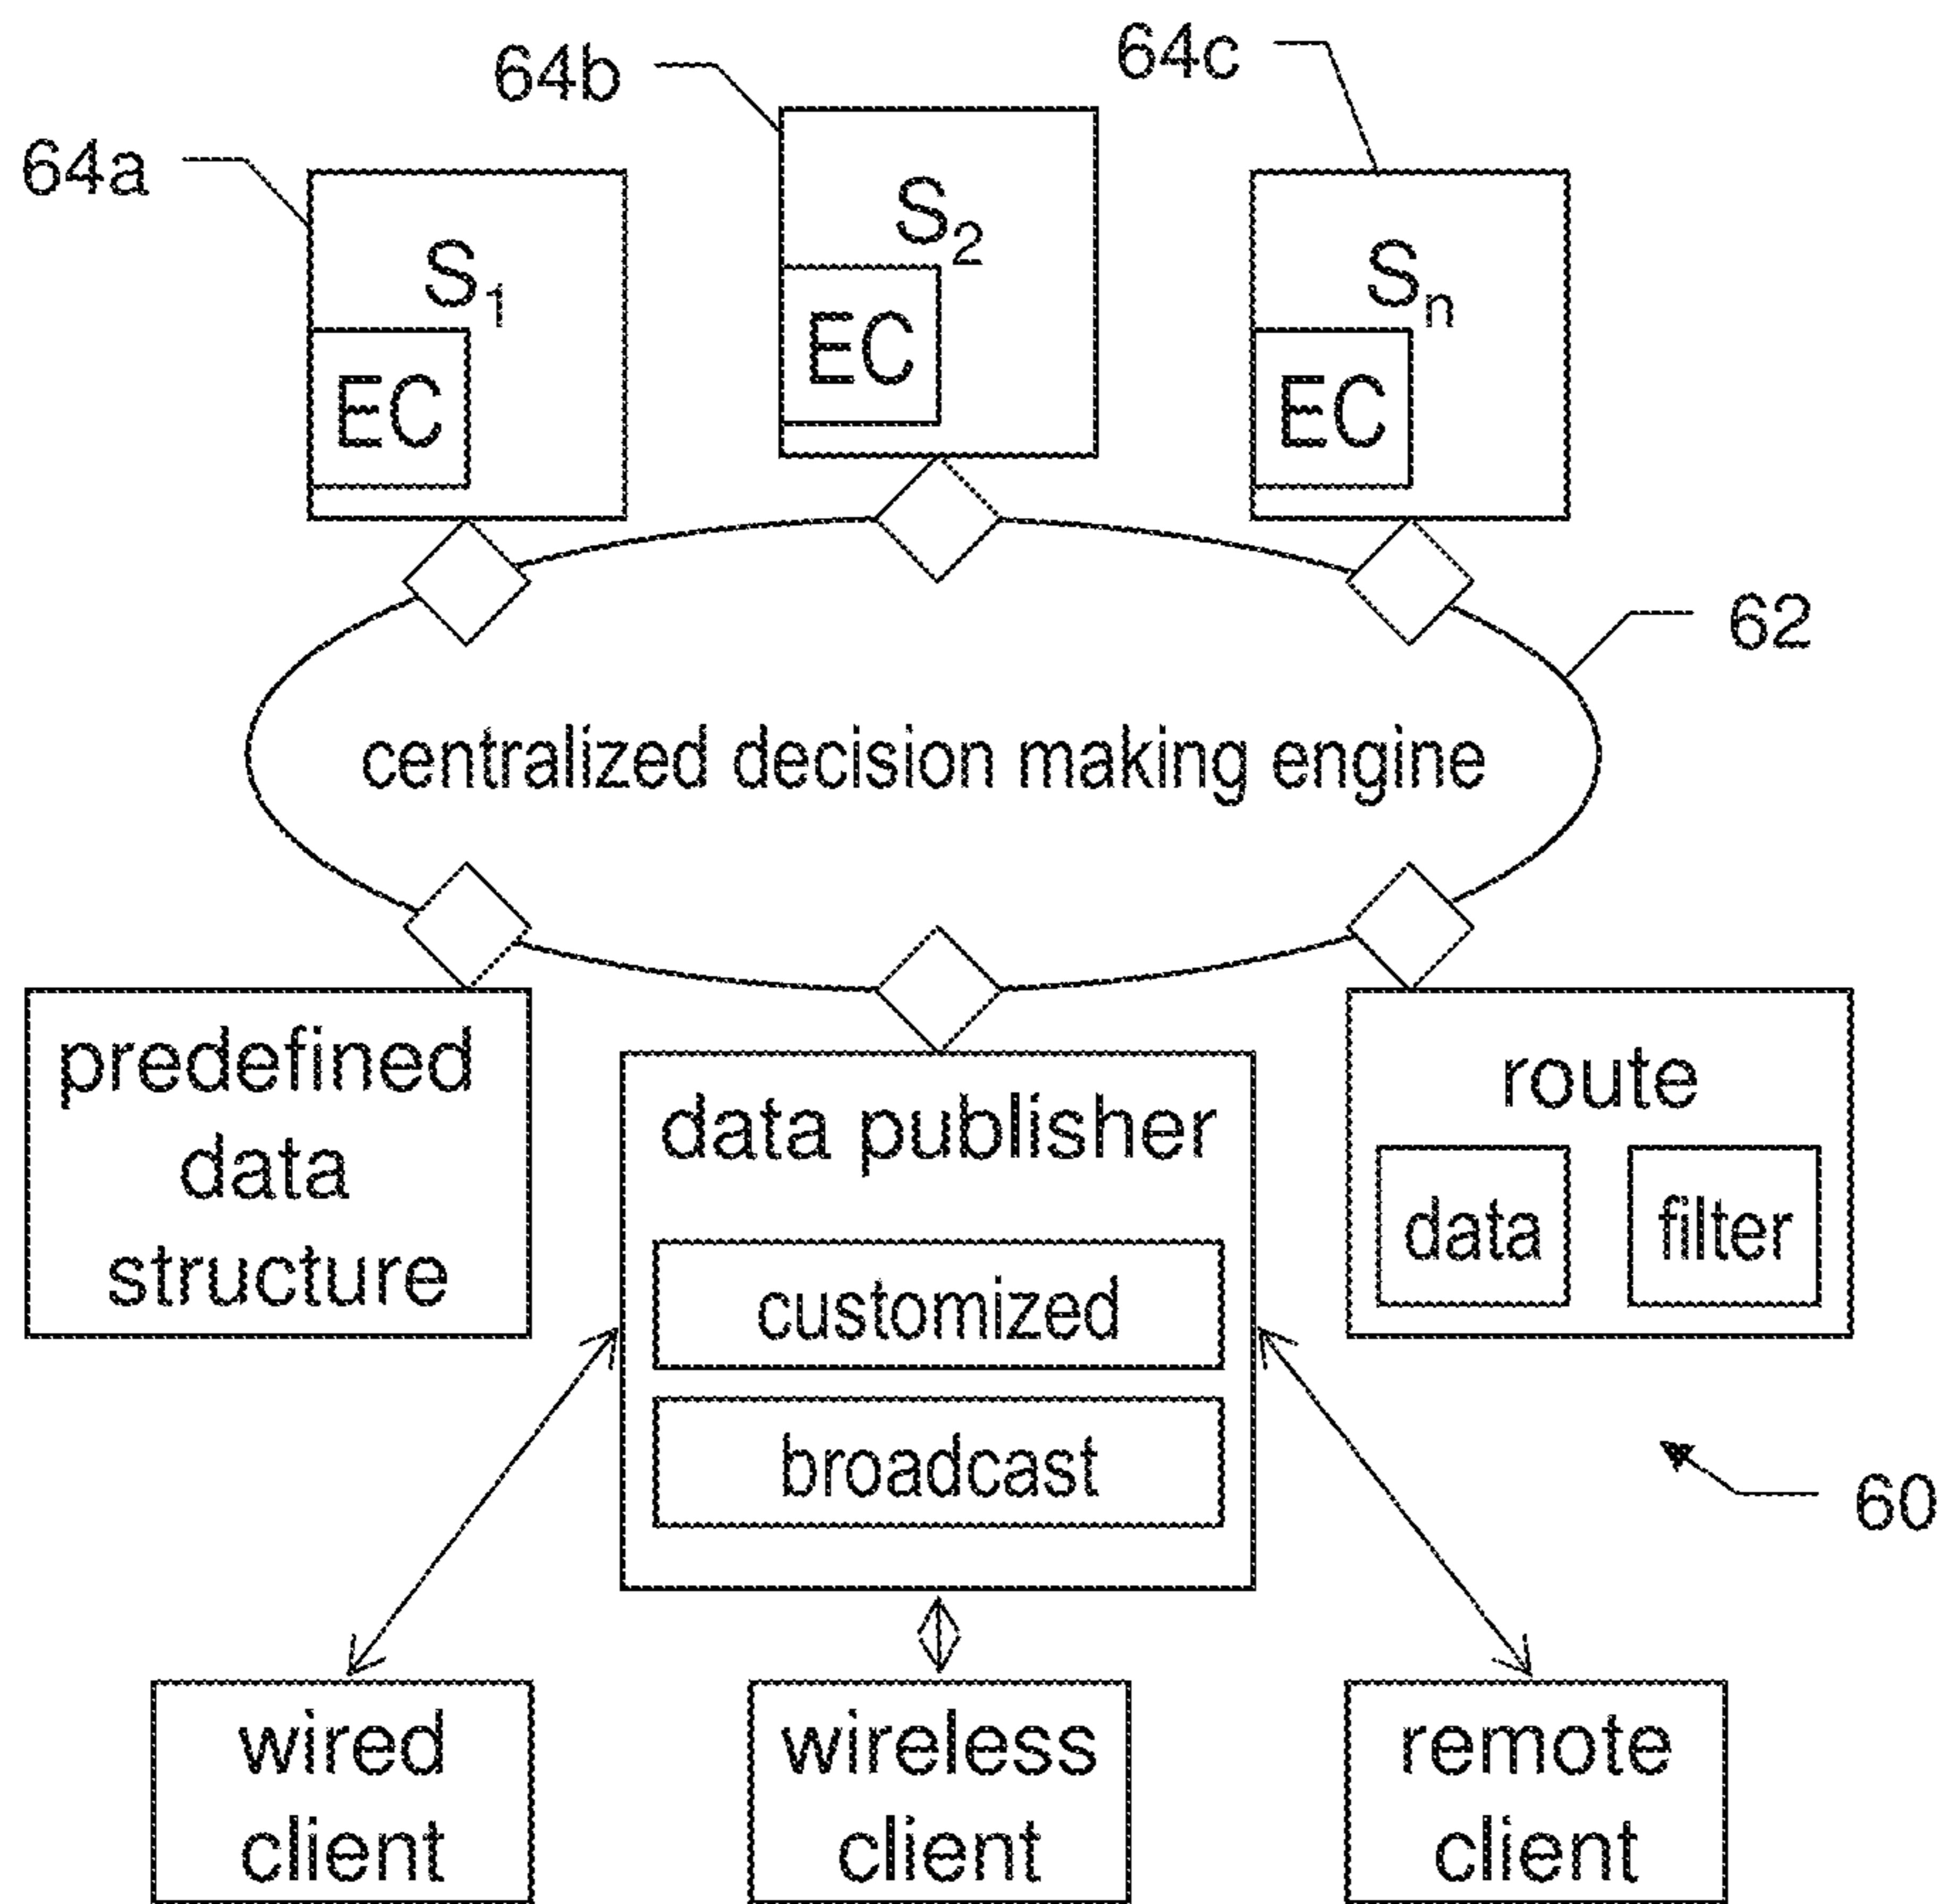 64b
64c
64a
S2
S1
Sn
EC
EC
EC
62
centralized decision making engine
predefined
data
structure
data publisher
customized
broadcast
route
data
filter
60
wired
client
wireless
client
remote
client